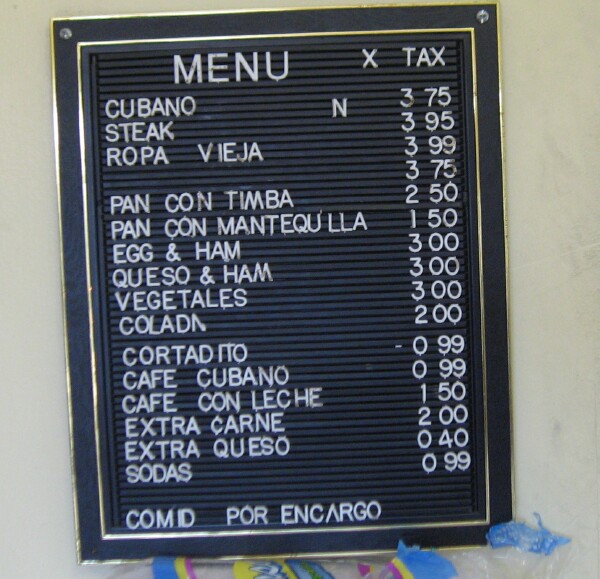 MENU X TAX
CUBANO N 3 75
STEAK 3 95
ROPA VIEJA 3 99
3 75
PAN CON TIMBA 2 50
PAN CON MANTEQU LLA 1 50
EGG & HAM 3 00
QUESO & HAM 3 00
VEGETALES 3 00
COLADA 2 00
CORTADITO - 0 99
CAFE CUBANO 0 99
CAFE CON LECHE 1 50
EXTRA CARNE 2 00
EXTRA QUESO 0 40
SODAS 0 99
COMID POR ENCARGO